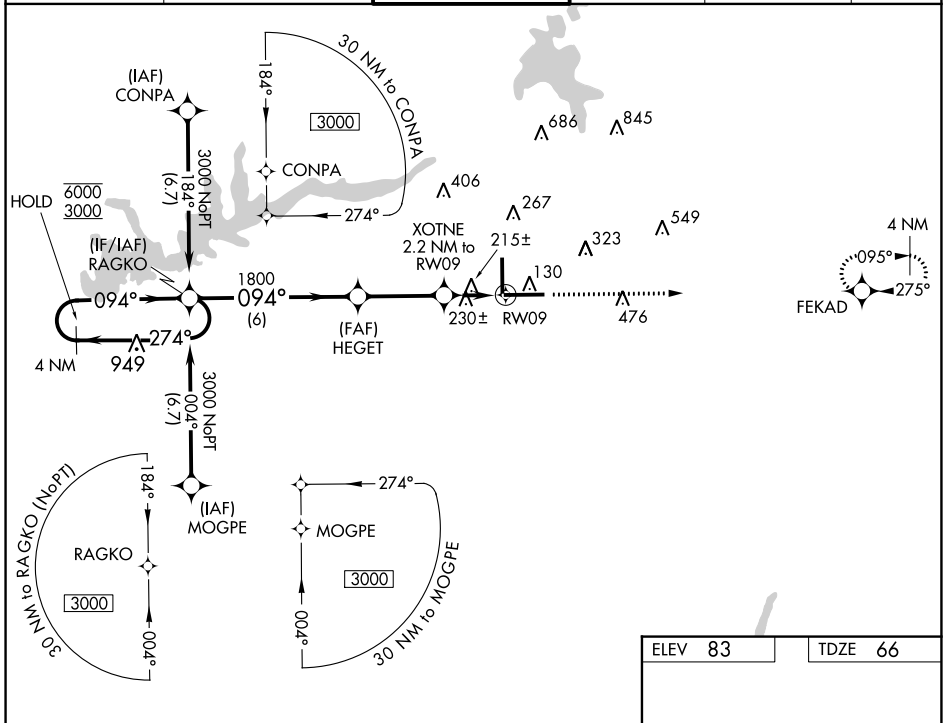 (IAF)
CONPA
184°
30 NM to CONPA
3000
CONPA
274°
3000 NoPT
184°
(6.7)
686
845
406
267
549
323
HOLD
6000
3000
(IF/IAF)
RAGKO
XOTNE
2.2 NM to
RW09
215±
130
4 NM
095°
275°
FEKAD
094°
1800
094°
(6)
(FAF)
HEGET
230±
RW09
476
274°
4 NM
949
3000 NoPT
004°
(6.7)
(IAF)
MOGPE
30 NM to RAGKO (NoPT)
184°
RAGKO
3000
004°
274°
MOGPE
3000
004°
30 NM to MOGPE
ELEV 83
TDZE 66